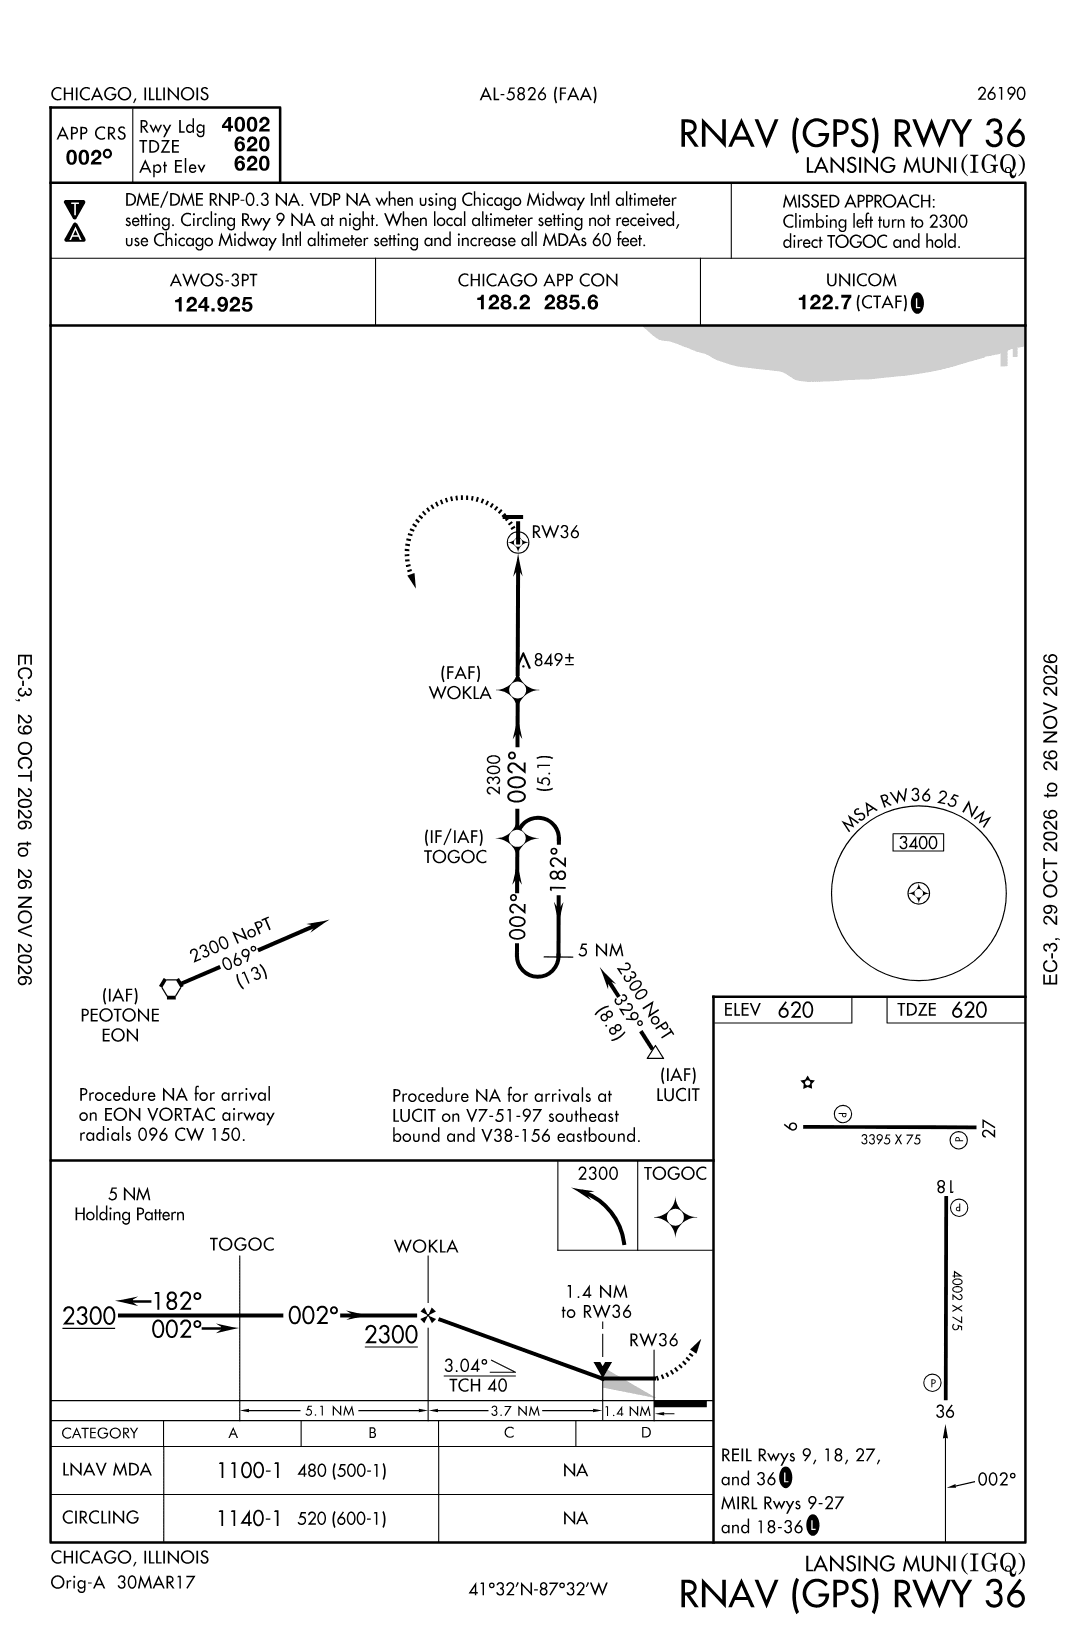 CHICAGO, ILLINOIS
AL-5826 (FAA)
26190
APP CRS
002°
Rwy Ldg 4002
TDZE 620
Apt Elev 620
RNAV (GPS) RWY 36
LANSING MUNI (IGQ)
T
A
DME/DME RNP-0.3 NA. VDP NA when using Chicago Midway Intl altimeter
setting. Circling Rwy 9 NA at night. When local altimeter setting not received,
use Chicago Midway Intl altimeter setting and increase all MDAs 60 feet.
MISSED APPROACH:
Climbing left turn to 2300
direct TOGOC and hold.
AWOS-3PT
124.925
CHICAGO APP CON
128.2 285.6
UNICOM
122.7 (CTAF) L
RW36
849±
(FAF)
WOKLA
2300
002°
(5.1)
(IF/IAF)
TOGOC
002°
182°
5 NM
2300 NoPT
069°
(13)
(IAF)
PEOTONE
EON
2300 NoPT
329°
(8.8)
(IAF)
LUCIT
MSA RW36 25 NM
3400
Procedure NA for arrival
on EON VORTAC airway
radials 096 CW 150.
Procedure NA for arrivals at
LUCIT on V7-51-97 southeast
bound and V38-156 eastbound.
EC-3, 29 OCT 2026 to 26 NOV 2026
EC-3, 29 OCT 2026 to 26 NOV 2026
ELEV 620
TDZE 620
P
9
27
3395 X 75
P
18
P
4002 X 75
P
36
002°
REIL Rwys 9, 18, 27,
and 36 L
MIRL Rwys 9-27
and 18-36 L
5 NM
Holding Pattern
TOGOC
WOKLA
2300
TOGOC
1.4 NM
to RW36
RW36
2300
182°
002°
002°
2300
3.04°
TCH 40
5.1 NM
3.7 NM
1.4 NM
CATEGORY A B C D
LNAV MDA 1100-1 480 (500-1) NA
CIRCLING 1140-1 520 (600-1) NA
CHICAGO, ILLINOIS
Orig-A 30MAR17
41°32'N-87°32'W
LANSING MUNI (IGQ)
RNAV (GPS) RWY 36